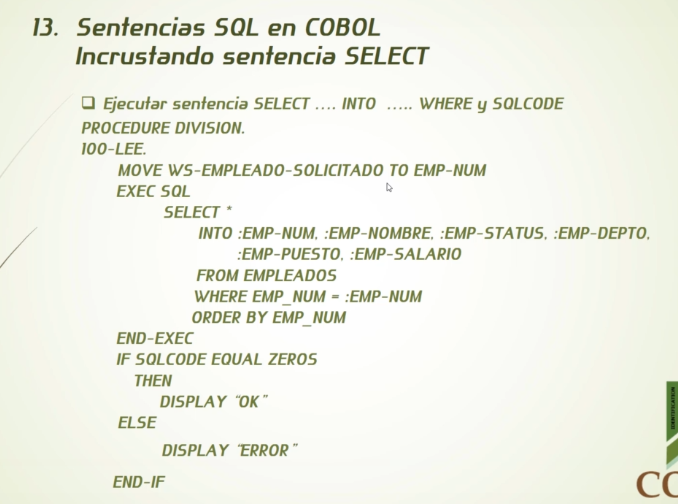 13. Sentencias SQL en COBOL
Incrustando sentencia SELECT
❑ Ejecutar sentencia SELECT .... INTO ..... WHERE y SQLCODE
PROCEDURE DIVISION.
100-LEE.
MOVE WS-EMPLEADO-SOLICITADO TO EMP-NUM
EXEC SQL
SELECT *
INTO :EMP-NUM, :EMP-NOMBRE, :EMP-STATUS, :EMP-DEPTO,
:EMP-PUESTO, :EMP-SALARIO
FROM EMPLEADOS
WHERE EMP_NUM = :EMP-NUM
ORDER BY EMP_NUM
END-EXEC
IF SQLCODE EQUAL ZEROS
THEN
DISPLAY “OK”
ELSE
DISPLAY “ERROR”
END-IF
IDENTIFICATION
CO